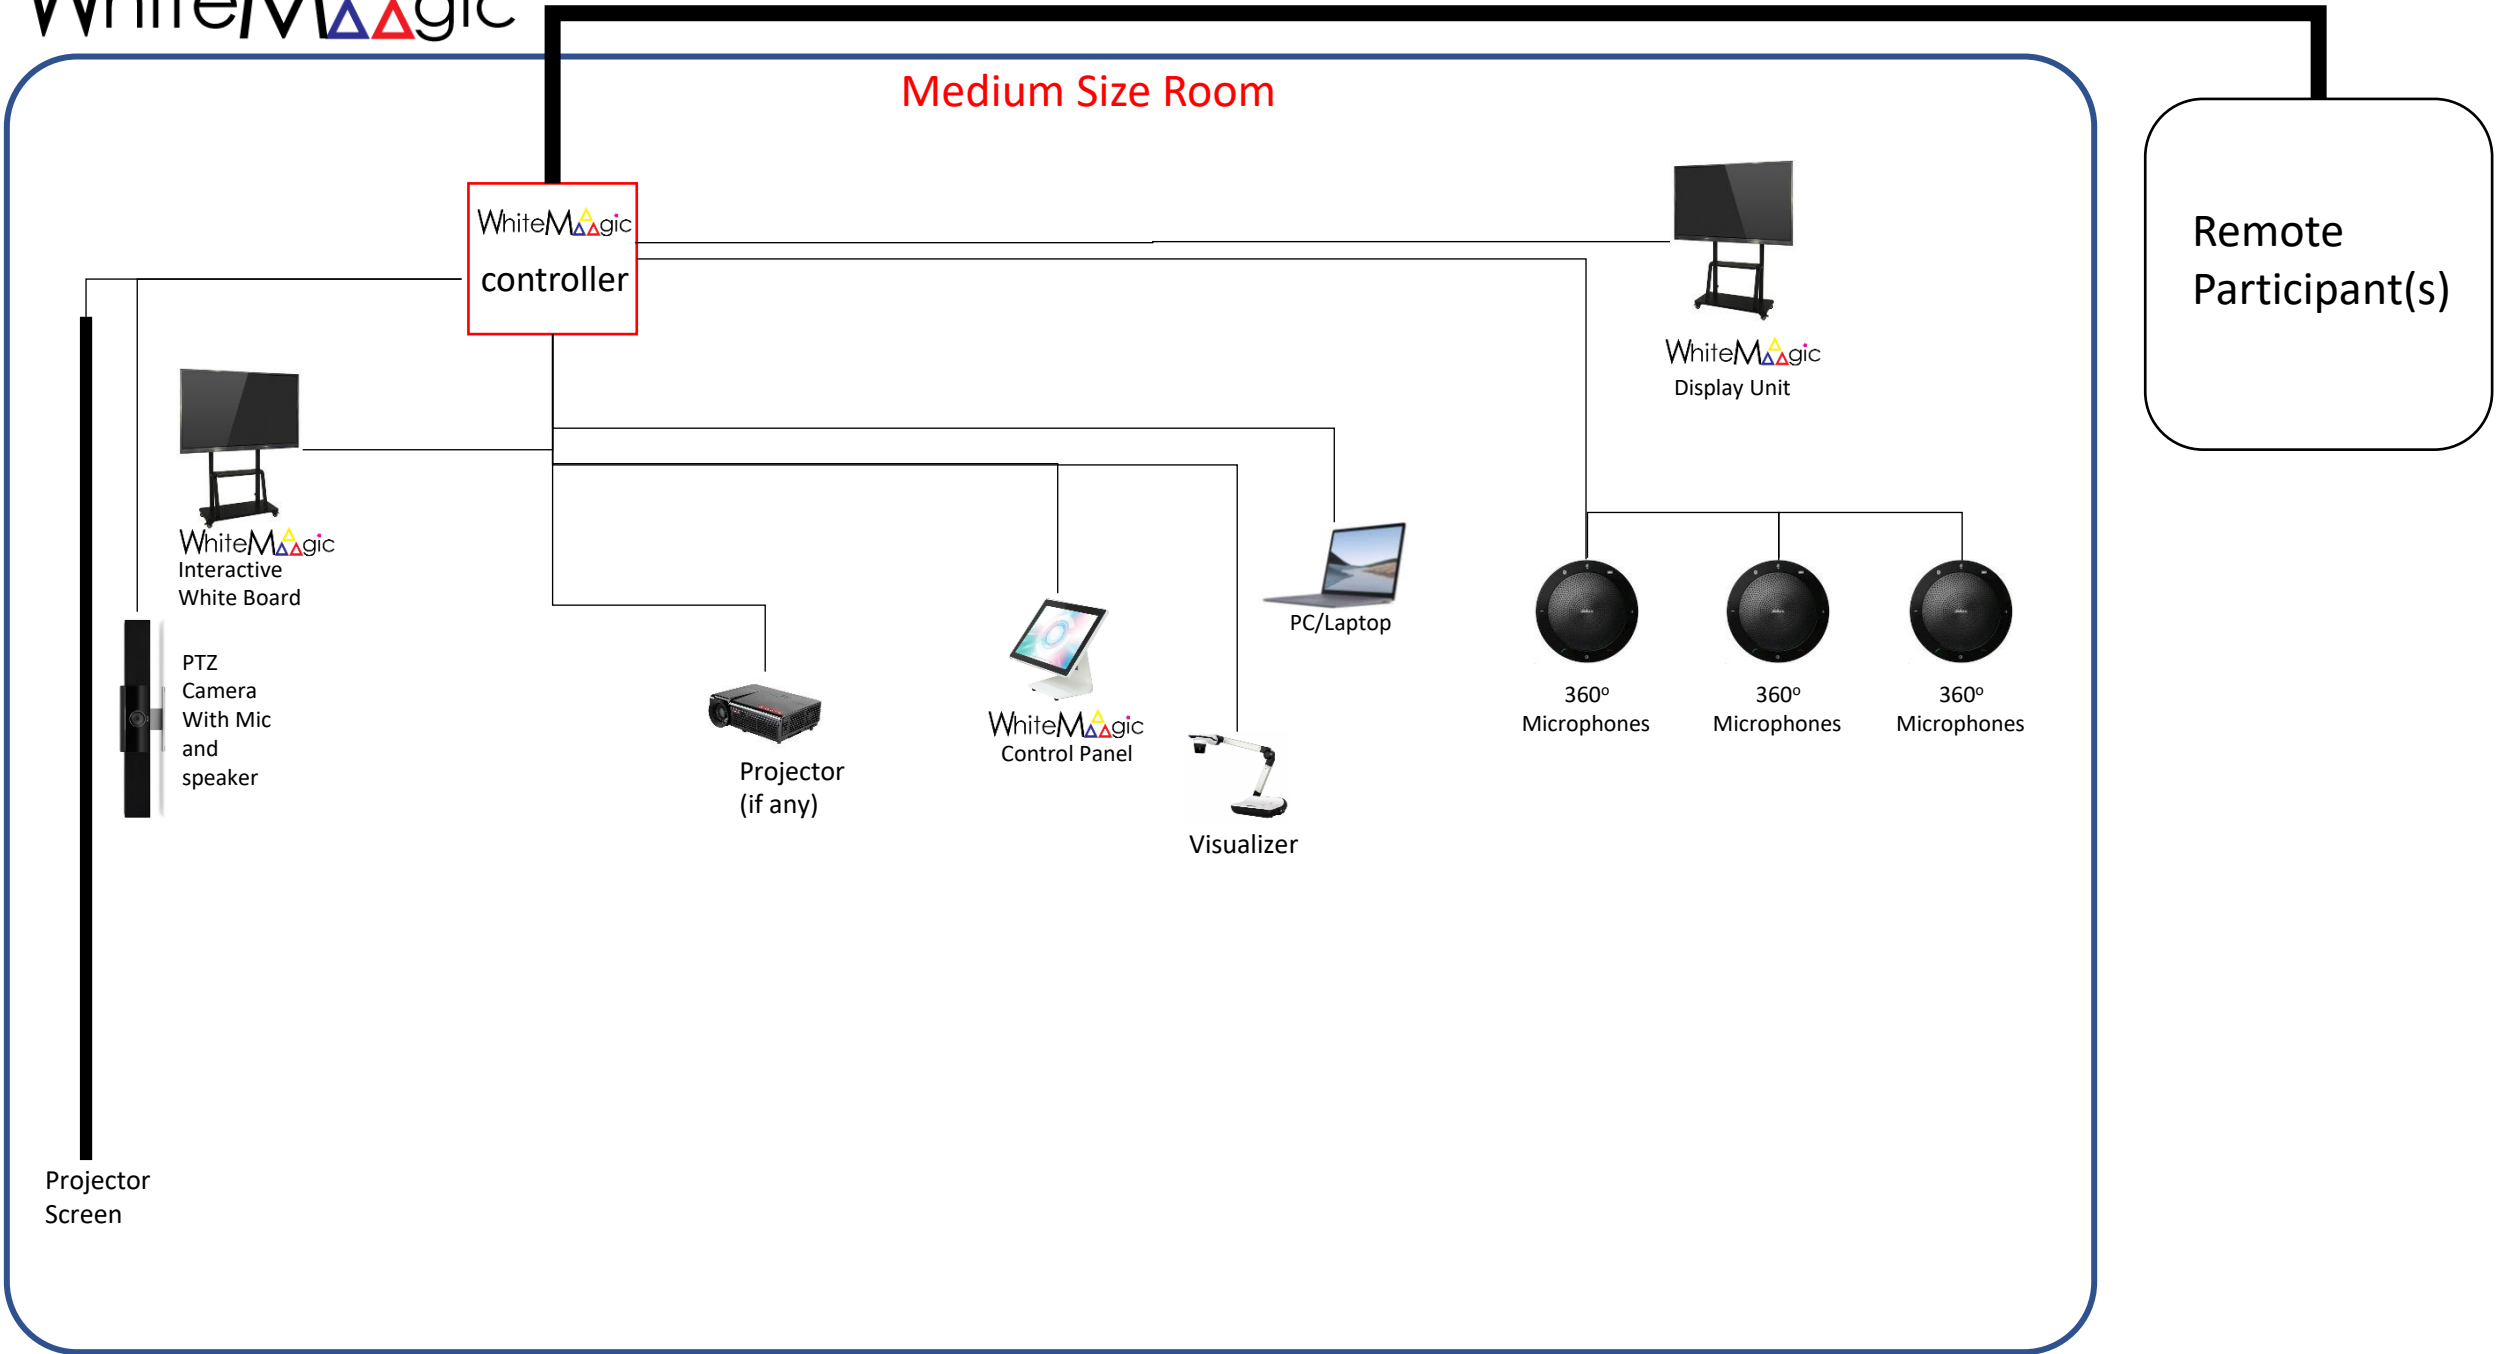 WhiteMagic
Medium Size Room
WhiteMagic
controller
Remote
Participant(s)
WhiteMagic
Display Unit
WhiteMagic
Interactive
White Board
PTZ
Camera
With Mic
and
speaker
Projector
(if any)
WhiteMagic
Control Panel
Visualizer
PC/Laptop
360º
Microphones
360º
Microphones
360º
Microphones
Projector
Screen